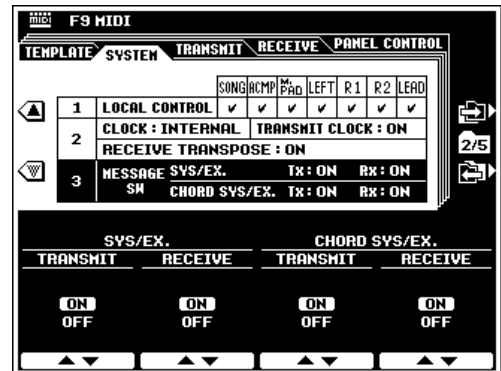 midi F9 MIDI
TEMPLATE SYSTEM TRANSMIT RECEIVE PANEL CONTROL
SONG ACMP M.PAD LEFT R1 R2 LEAD
1 LOCAL CONTROL ✔ ✔ ✔ ✔ ✔ ✔ ✔
2 CLOCK : INTERNAL TRANSMIT CLOCK : ON
RECEIVE TRANSPOSE : ON
2/5
3 MESSAGE SW SYS/EX. Tx : ON Rx : ON
CHORD SYS/EX. Tx : ON Rx : ON
SYS/EX. CHORD SYS/EX.
TRANSMIT RECEIVE TRANSMIT RECEIVE
ON ON ON ON
OFF OFF OFF OFF